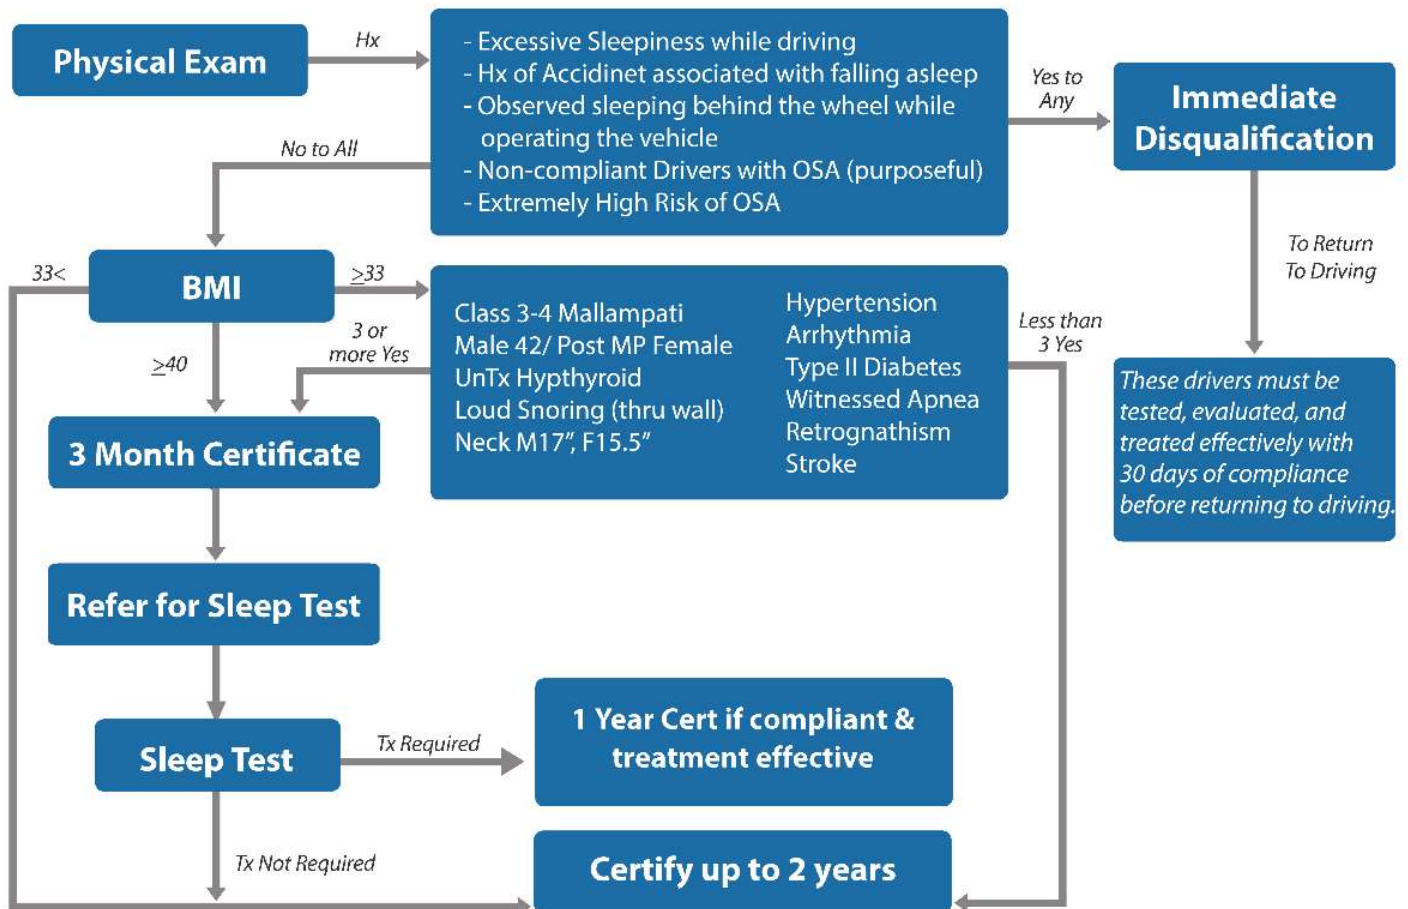 Physical Exam
Hx
- Excessive Sleepiness while driving
- Hx of Accidinet associated with falling asleep
- Observed sleeping behind the wheel while
operating the vehicle
- Non-compliant Drivers with OSA (purposeful)
- Extremely High Risk of OSA
Yes to
Any
Immediate
Disqualification
No to All
To Return
To Driving
These drivers must be
tested, evaluated, and
treated effectively with
30 days of compliance
before returning to driving.
33<
BMI
≥33
≥40
3 or
more Yes
Class 3-4 Mallampati
Male 42/ Post MP Female
UnTx Hypthyroid
Loud Snoring (thru wall)
Neck M17”, F15.5”
Hypertension
Arrhythmia
Type II Diabetes
Witnessed Apnea
Retrognathism
Stroke
Less than
3 Yes
3 Month Certificate
Refer for Sleep Test
Sleep Test
Tx Required
1 Year Cert if compliant &
treatment effective
Tx Not Required
Certify up to 2 years